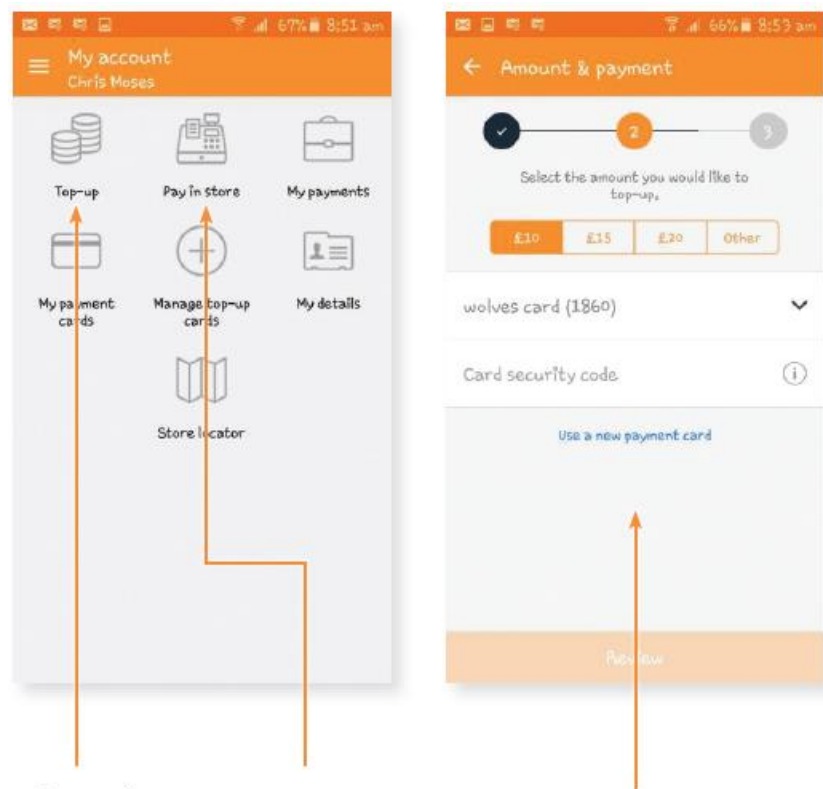 67% 8:51 am
My account
Chris Moses
Top-up
Pay in store
My payments
My payment
cards
Manage top-up
cards
My details
Store locator
66% 8:53 am
Amount & payment
2
3
Select the amount you would like to
top-up.
£10
£15
£20
Other
wolves card (1860)
Card security code
i
Use a new payment card
Review